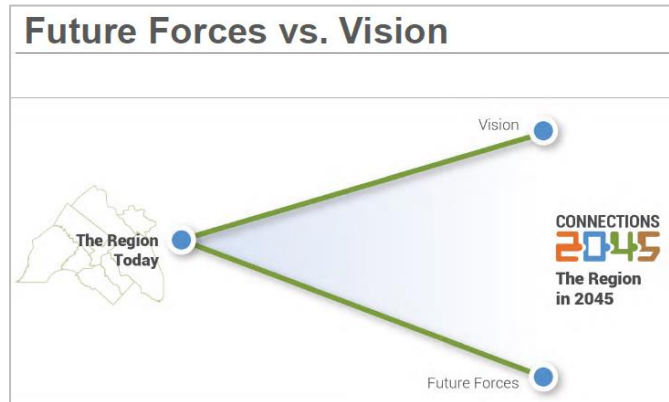 Future Forces vs. Vision
Vision
The Region
Today
CONNECTIONS
2045
The Region
in 2045
Future Forces